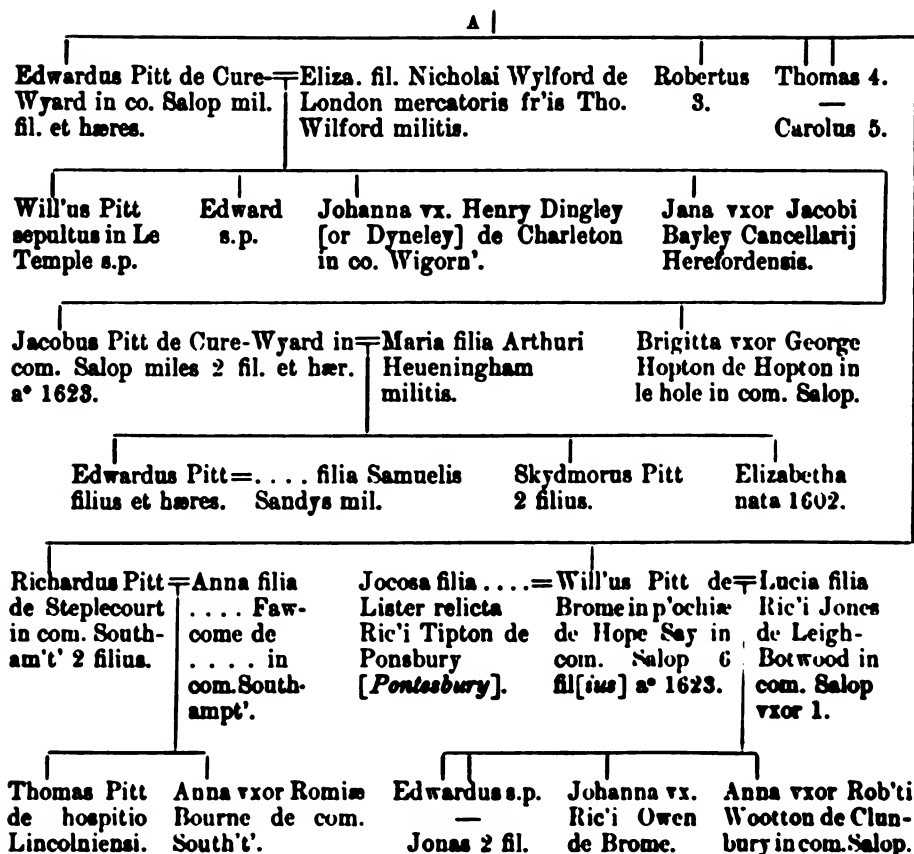 A
Edwardus Pitt de Cure-
Wyard in co. Salop mil.
fil. et hæres.
Eliza. fil. Nicholai Wylford de
London mercatoris fr'is Tho.
Wilford militis.
Robertus
3.
Thomas 4.
—
Carolus 5.
Will'us Pitt
sepultus in Le
Temple s.p.
Edward
s.p.
Johanna vx. Henry Dingley
[or Dyneley] de Charleton
in co. Wigorn'.
Jana vxor Jacobi
Bayley Cancellarij
Herefordensis.
Jacobus Pitt de Cure-Wyard in
com. Salop miles 2 fil. et hær.
a° 1623.
Maria filia Arthuri
Heueningham
militis.
Brigitta vxor George
Hopton de Hopton in
le hole in com. Salop.
Edwardus Pitt=
filius et hæres.
. . . . filia Samuelis
Sandys mil.
Skydmorus Pitt
2 filius.
Elizabetha
nata 1602.
Richardus Pitt
de Steplecourt
in com. South-
am't' 2 filius.
Anna filia
. . . . Faw-
come de
. . . . in
com.South-
ampt'.
Jocosa filia . . . .=
Lister relicta
Ric'i Tipton de
Ponsbury
[Pontesbury].
Will'us Pitt de
Brome in p'ochiæ
de Hope Say in
com. Salop 6
fil[ius] a° 1623.
Lucia filia
Ric'i Jones
de Leigh-
Botwood in
com. Salop
vxor 1.
Thomas Pitt
de hospitio
Lincolniensi.
Anna vxor Romiæ
Bourne de com.
South't'.
Edwardus s.p.
—
Jonas 2 fil.
Johanna vx.
Ric'i Owen
de Brome.
Anna vxor Rob'ti
Wootton de Clun-
bury in com. Salop.